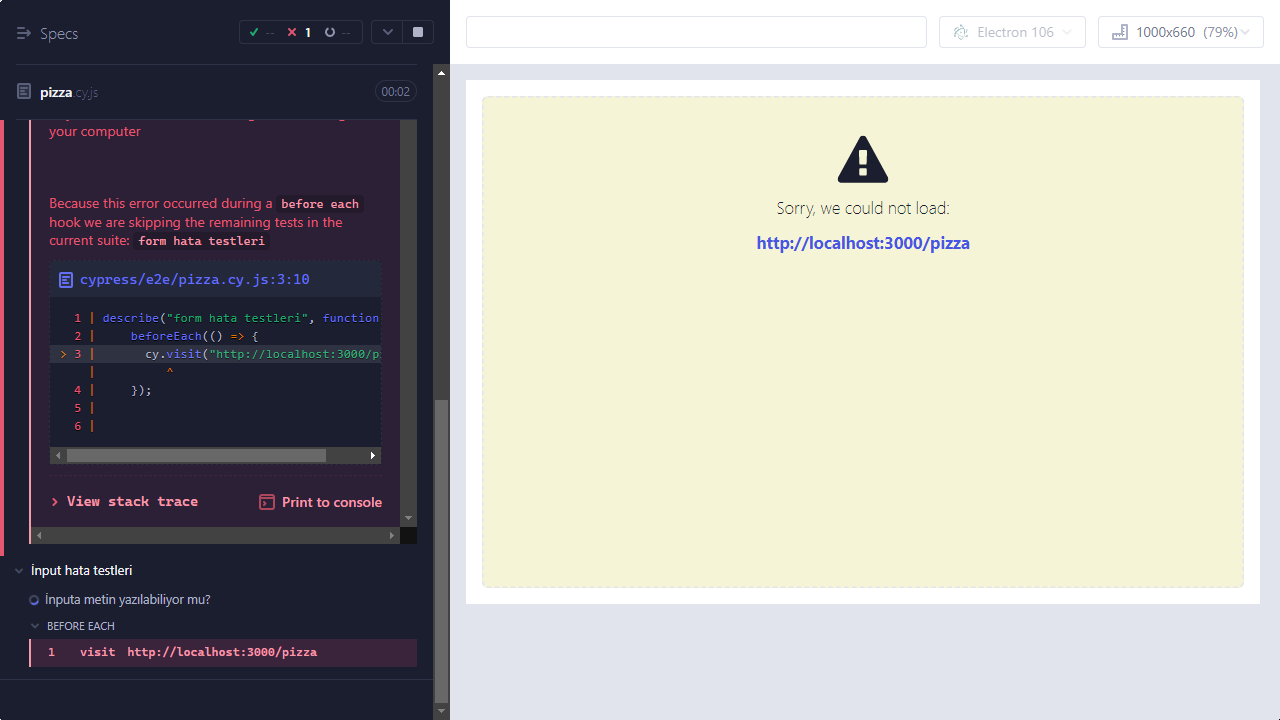 Specs
-- 1 --
Electron 106
1000x660 (79%)
pizza.cy.js
00:02
your computer
Because this error occurred during a before each
hook we are skipping the remaining tests in the
current suite: form hata testleri
cypress/e2e/pizza.cy.js:3:10
1 | describe("form hata testleri", function
2 |     beforeEach(() => {
> 3 |       cy.visit("http://localhost:3000/pi
|          ^
4 |     });
5 |
6 |
View stack trace
Print to console
İnput hata testleri
İnputa metin yazılabiliyor mu?
BEFORE EACH
1 visit http://localhost:3000/pizza
Sorry, we could not load:
http://localhost:3000/pizza